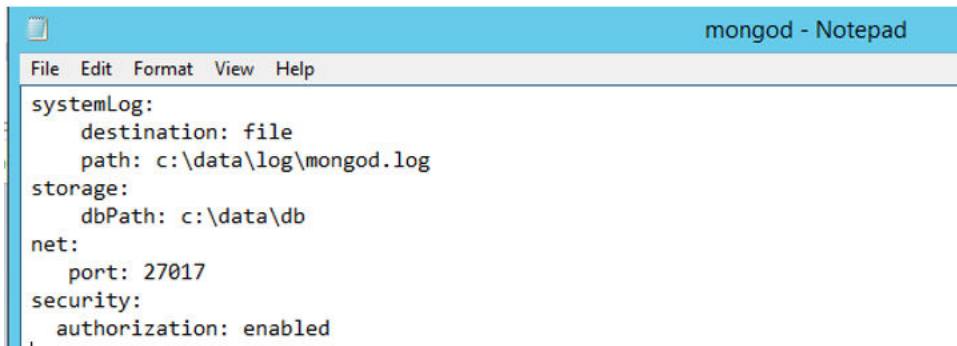 mongod - Notepad
File Edit Format View Help
systemLog:
    destination: file
    path: c:\data\log\mongod.log
storage:
    dbPath: c:\data\db
net:
   port: 27017
security:
  authorization: enabled